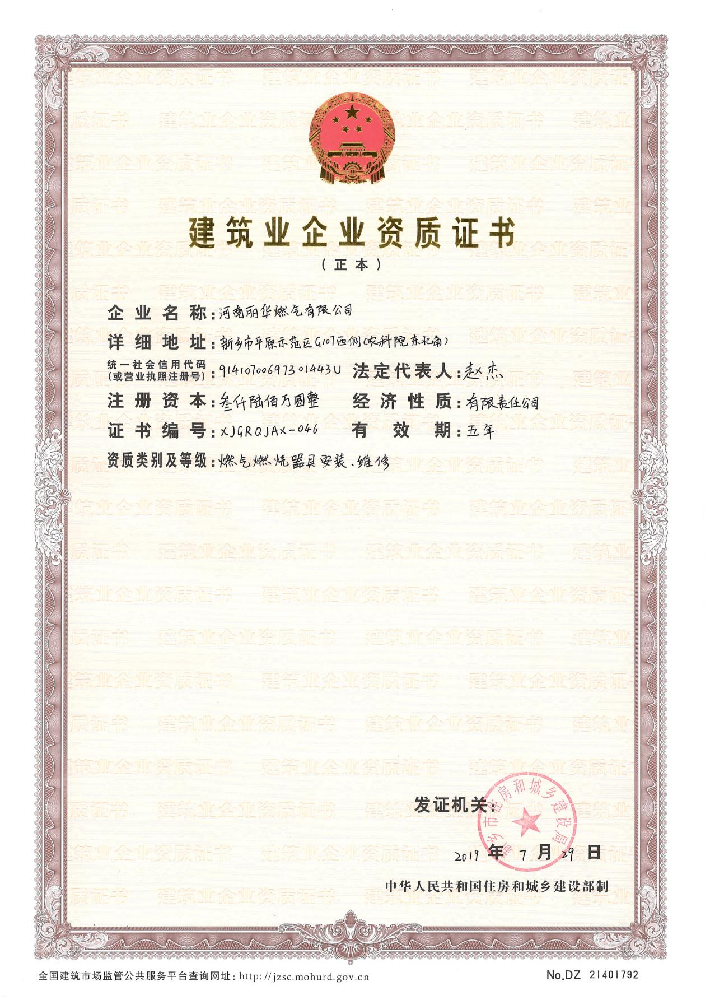 建筑业企业资质证书
（正本）
企业名称：河南丽华燃气有限公司
详细地址：新乡市平原示范区G107西侧（农科院东北角）
统一社会信用代码
（或营业执照注册号）：91410700697301443U 法定代表人：赵杰
注册资本：叁仟陆佰万圆整 经济性质：有限责任公司
证书编号：XJGRQJAX-046 有效期：五年
资质类别及等级：燃气燃烧器具安装、维修
发证机关：
新乡市住房和城乡建设局
2019年7月29日
中华人民共和国住房和城乡建设部制
全国建筑市场监管公共服务平台查询网址：http://jzsc.mohurd.gov.cn
No.DZ 21401792